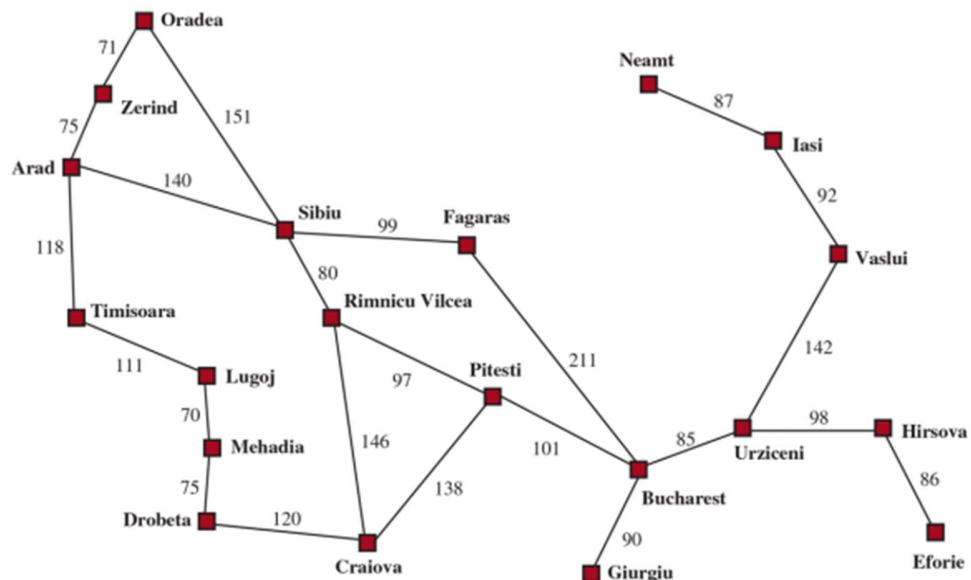 Oradea
71
Neamt
Zerind
87
151
75
Iasi
Arad
140
92
Sibiu
Fagaras
99
118
Vaslui
80
Rimnicu Vilcea
Timisoara
142
211
111
Pitesti
Lugoj
97
70
98
Hirsova
146
85
Mehadia
101
Urziceni
86
75
138
Bucharest
Drobeta
120
90
Eforie
Craiova
Giurgiu